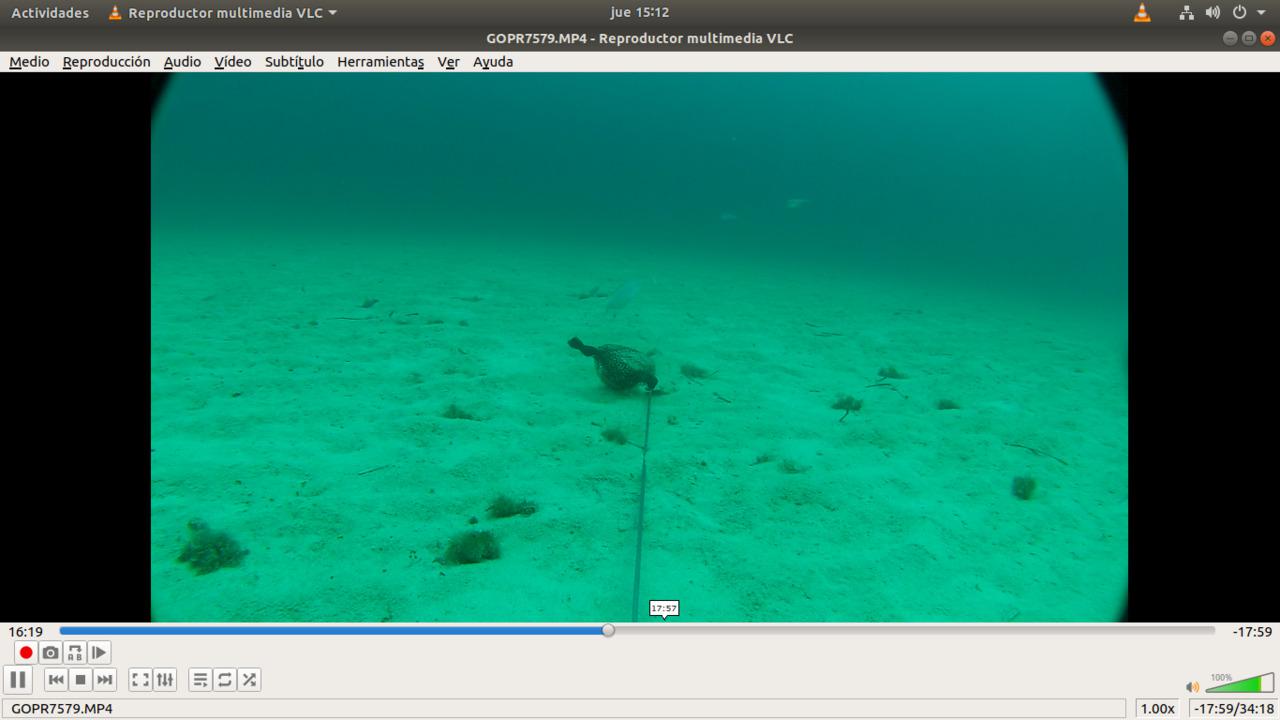 Actividades Reproductor multimedia VLC jue 15:12
GOPR7579.MP4 - Reproductor multimedia VLC
Medio Reproducción Audio Vídeo Subtítulo Herramientas Ver Ayuda
17:57
16:19 -17:59
A B
100%
GOPR7579.MP4 1.00x -17:59/34:18